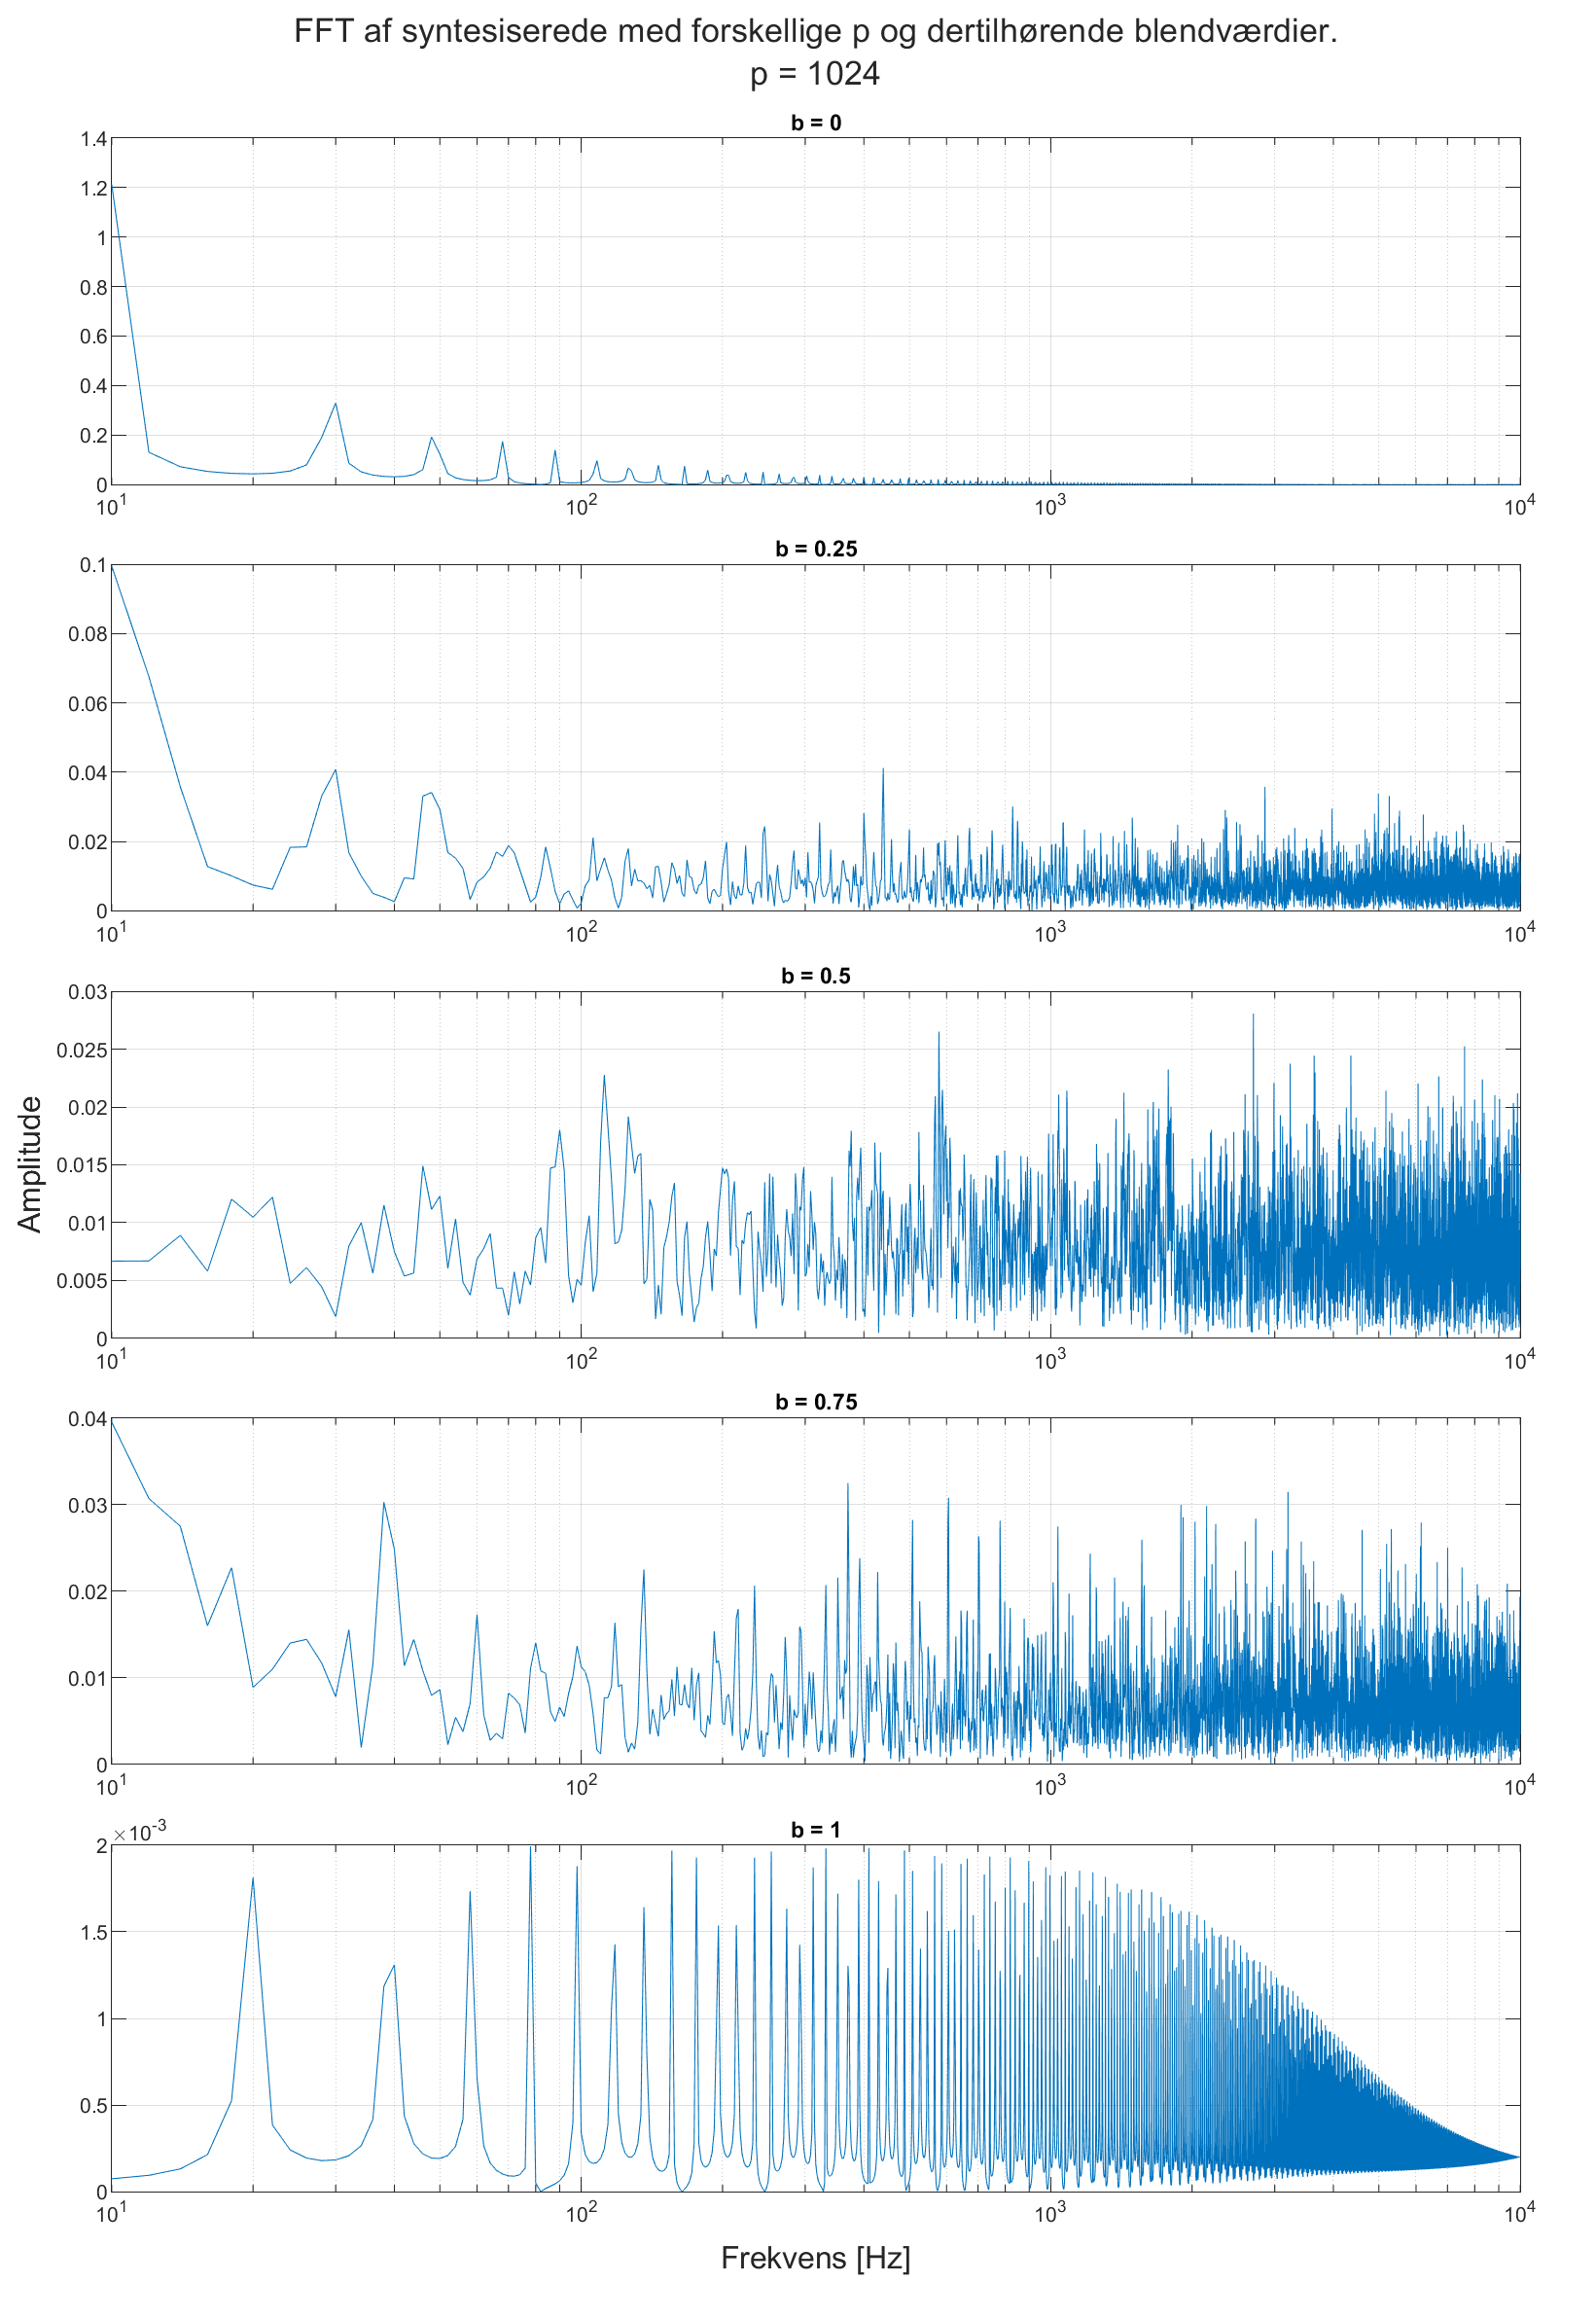 FFT af syntesiserede med forskellige p og dertilhørende blendværdier.
p = 1024
b = 0
1.4
1.2
1
0.8
0.6
0.4
0.2
0
10^1 10^2 10^3 10^4
b = 0.25
0.1
0.08
0.06
0.04
0.02
0
10^1 10^2 10^3 10^4
b = 0.5
0.03
0.025
0.02
0.015
0.01
0.005
0
10^1 10^2 10^3 10^4
Amplitude
b = 0.75
0.04
0.03
0.02
0.01
0
10^1 10^2 10^3 10^4
×10^-3
b = 1
2
1.5
1
0.5
0
10^1 10^2 10^3 10^4
Frekvens [Hz]